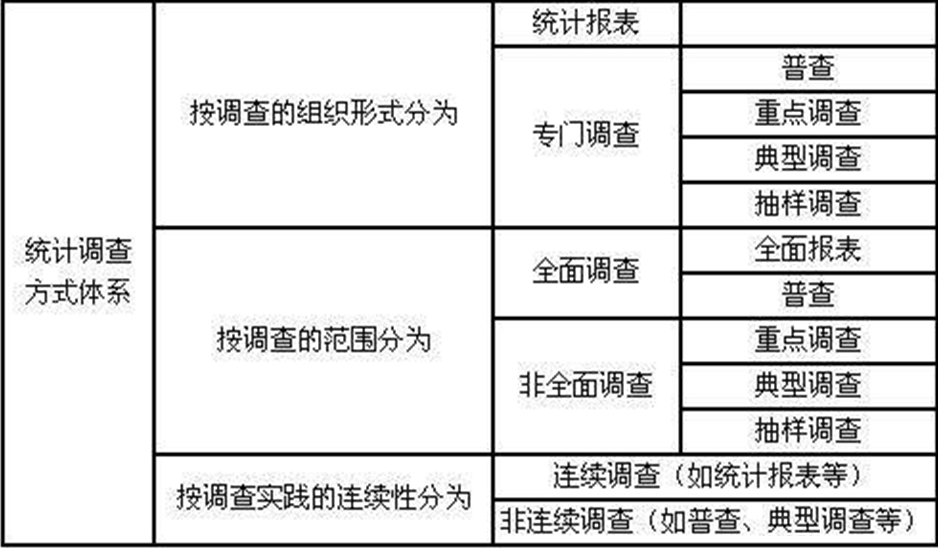 统计调查
方式体系
按调查的组织形式分为
统计报表
专门调查
普查
重点调查
典型调查
抽样调查
按调查的范围分为
全面调查
全面报表
普查
非全面调查
重点调查
典型调查
抽样调查
按调查实践的连续性分为
连续调查（如统计报表等）
非连续调查（如普查、典型调查等）